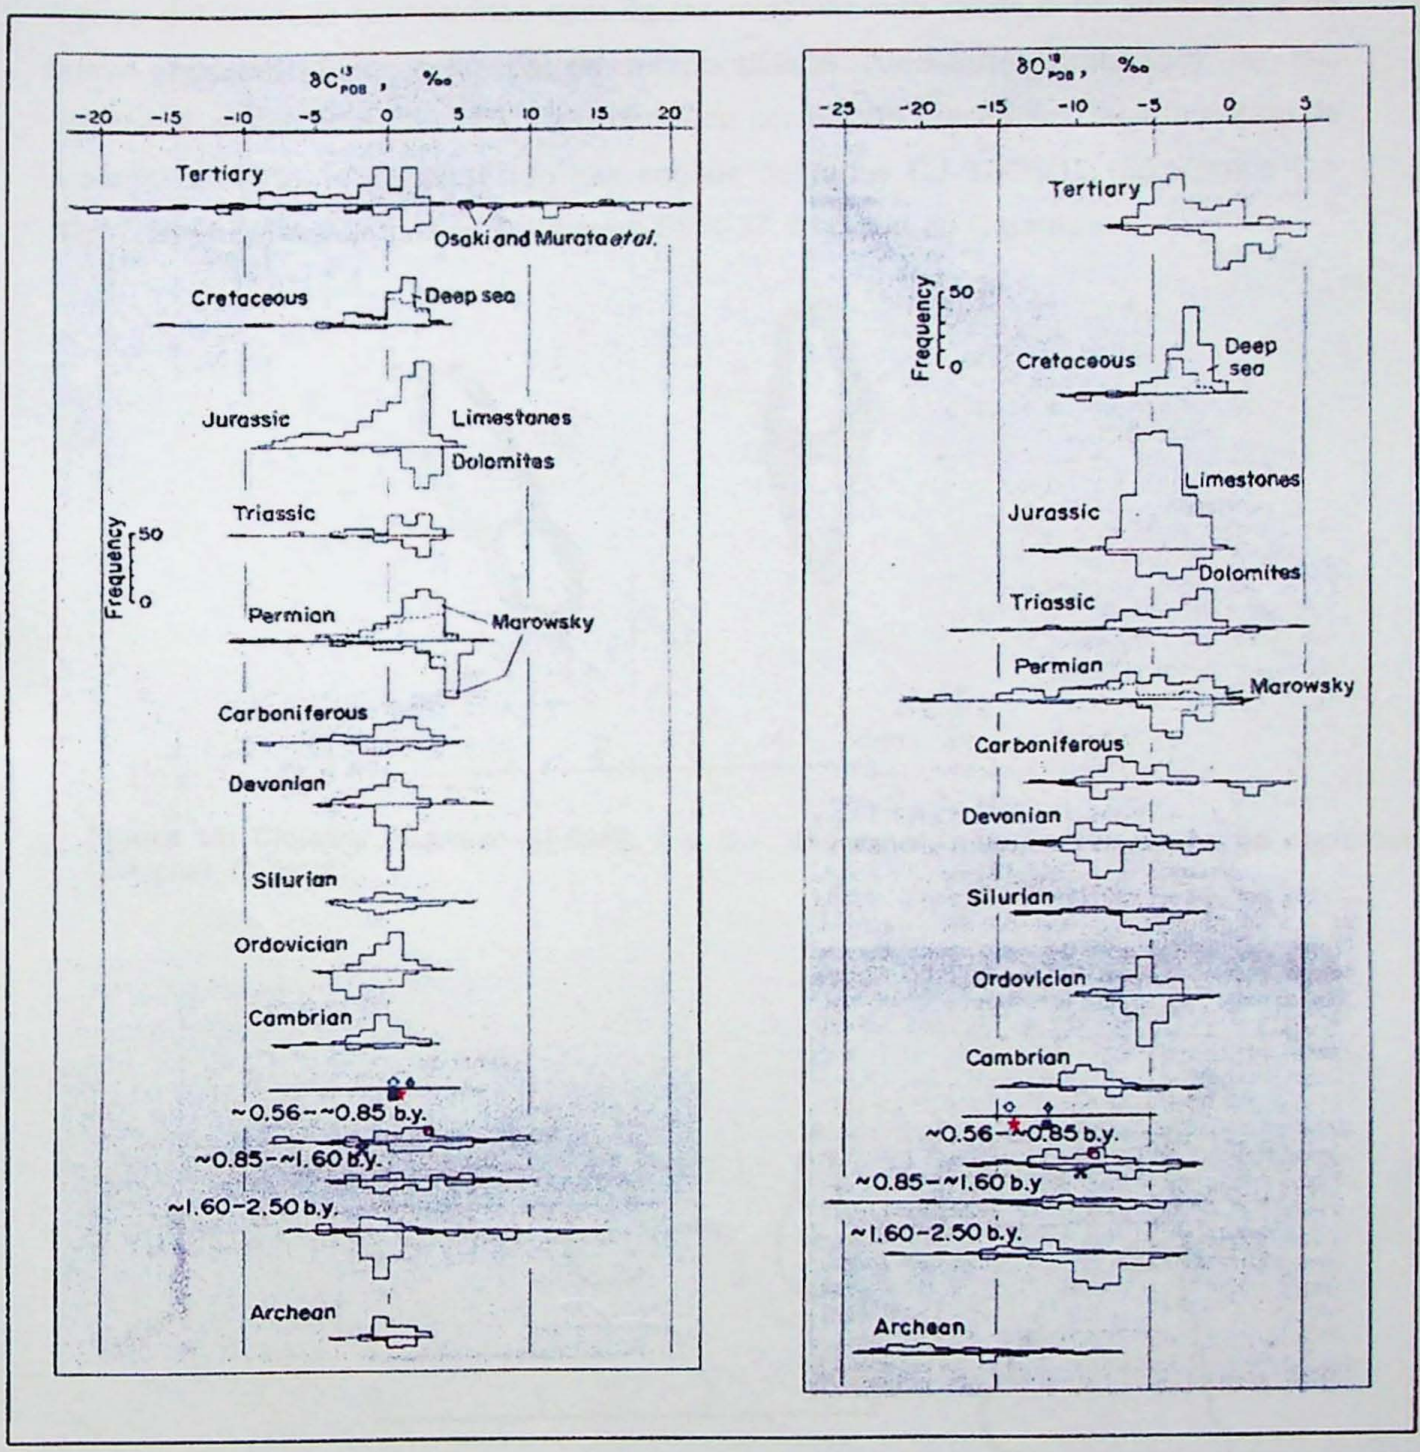 δC¹³PDB, ‰
-20 -15 -10 -5 0 5 10 15 20
Tertiary
Osaki and Murata et al.
Cretaceous
Deep sea
Jurassic
Limestones
Dolomites
Triassic
Frequency
50
0
Permian
Marowsky
Carboniferous
Devonian
Silurian
Ordovician
Cambrian
~0.56-~0.85 b.y.
~0.85-~1.60 b.y.
~1.60-2.50 b.y.
Archean
δO¹⁸PDB, ‰
-25 -20 -15 -10 -5 0 5
Tertiary
Frequency
50
0
Cretaceous
Deep
sea
Limestones
Jurassic
Dolomites
Triassic
Permian
Marowsky
Carboniferous
Devonian
Silurian
Ordovician
Cambrian
~0.56-~0.85 b.y.
~0.85-~1.60 b.y
~1.60-2.50 b.y.
Archean